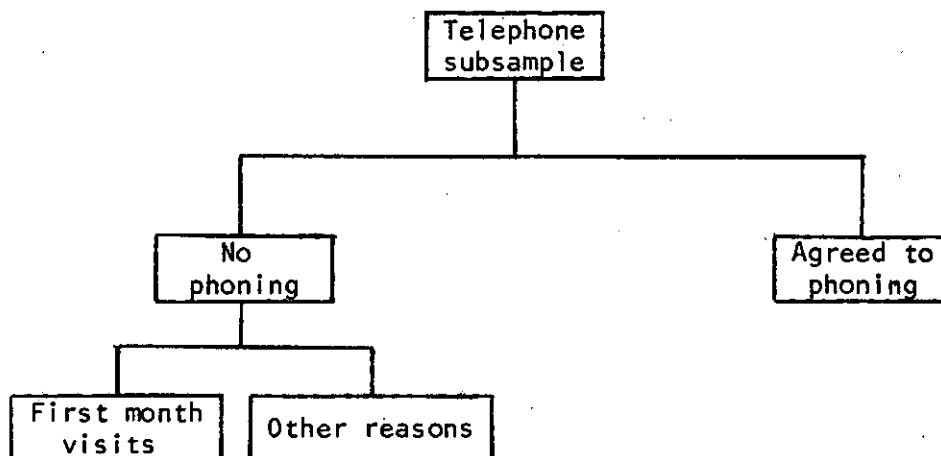 Telephone
subsample
No
phoning
Agreed to
phoning
First month
visits
Other reasons